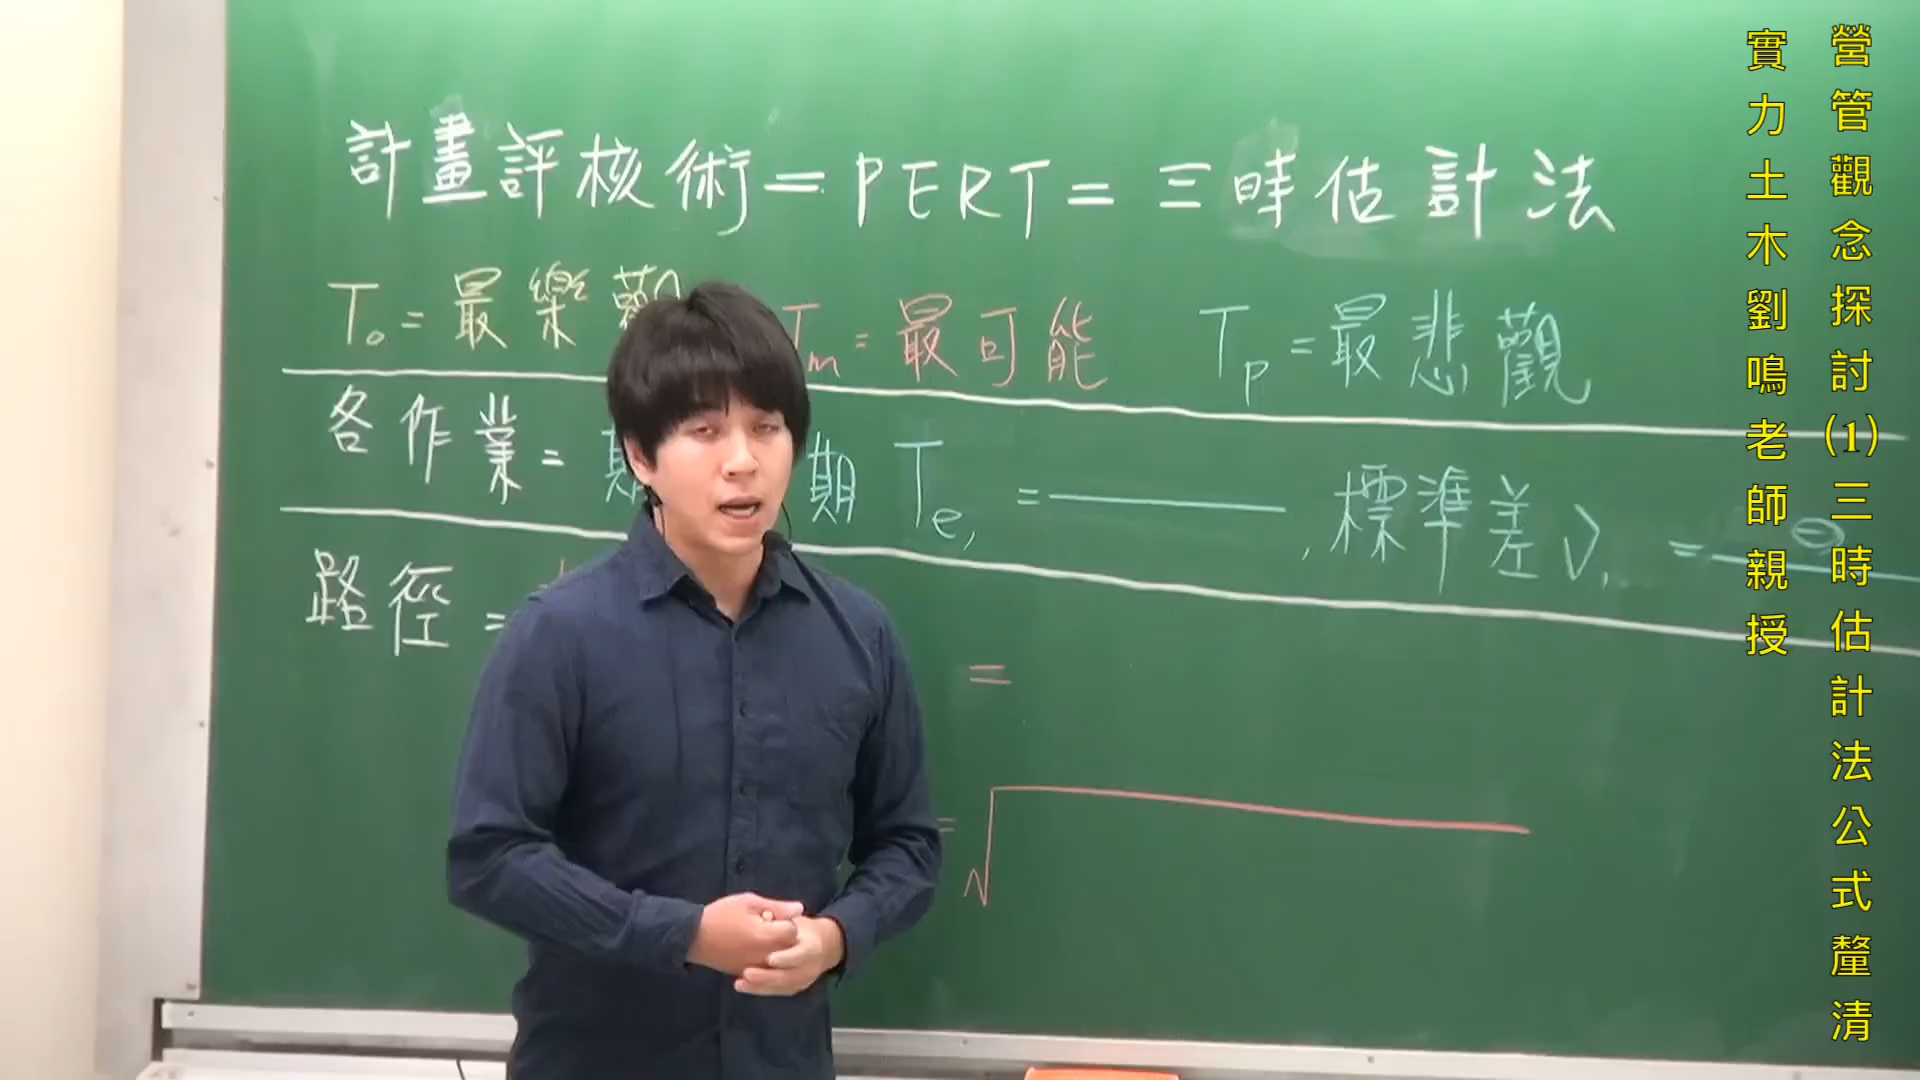 營管觀念探討(1)三時估計法公式釐清
實力土木劉鳴老師親授
計畫評核術=PERT=三時估計法
T₀=最樂觀 Tm=最可能 Tp=最悲觀
各作業= 期 期 Te, = , 標準差 =
路徑=
=
=√